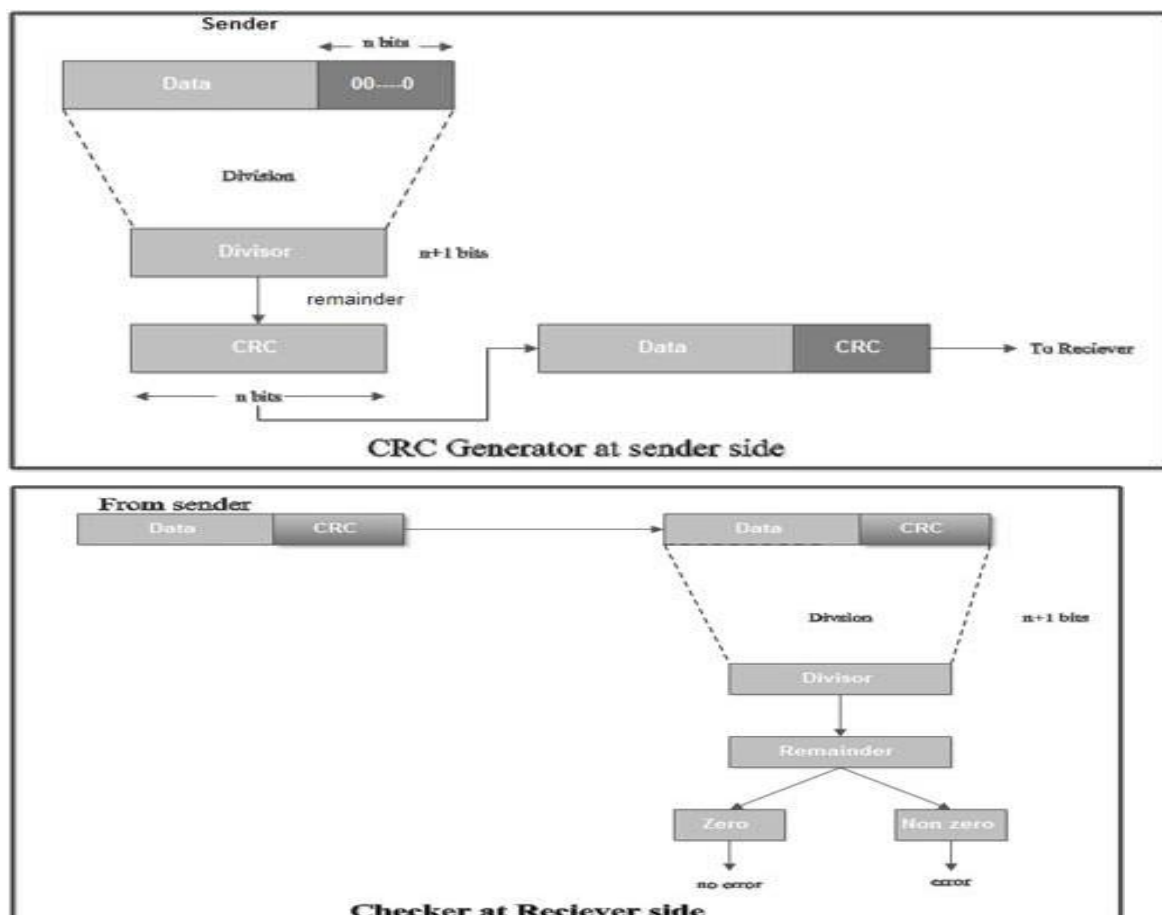 Sender
n bits
Data 00----0
Division
Divisor n+1 bits
remainder
CRC Data CRC To Reciever
n bits
CRC Generator at sender side
From sender
Data CRC Data CRC
Division n+1 bits
Divisor
Remainder
Zero Non zero
no error error
Checker at Reciever side